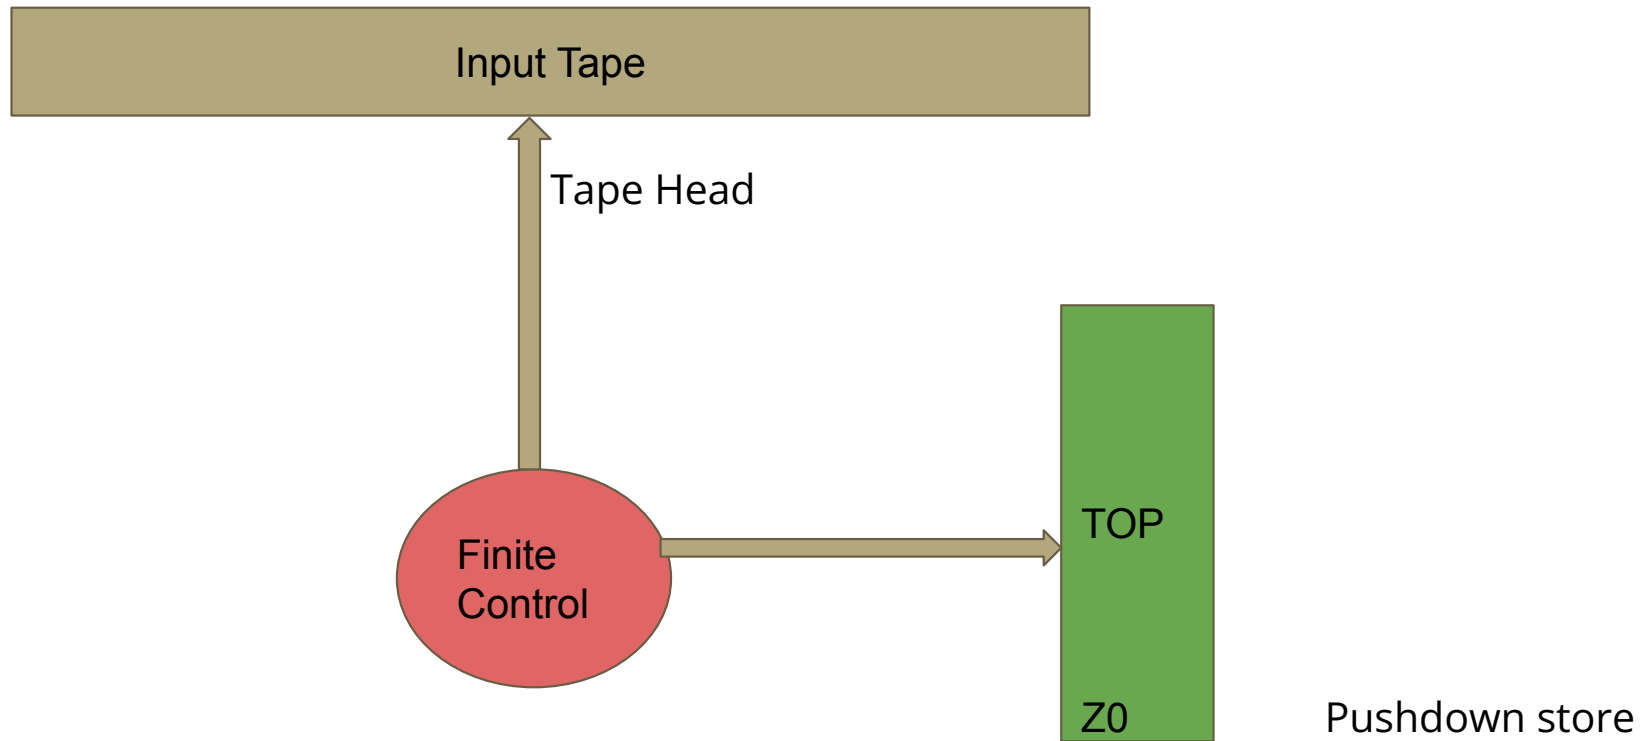 Input Tape
Tape Head
TOP
Finite
Control
Z0
Pushdown store